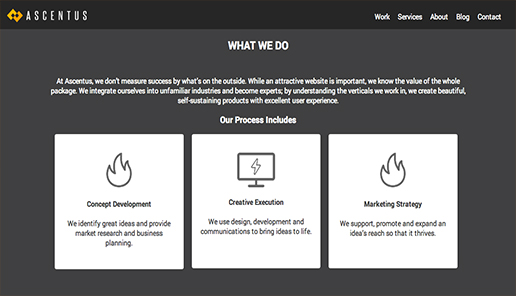 ASCENTUS
Work Services About Blog Contact
WHAT WE DO
At Ascentus, we don't measure success by what's on the outside. While an attractive website is important, we know the value of the whole
package. We integrate ourselves into unfamiliar industries and become experts; by understanding the verticals we work in, we create beautiful,
self-sustaining products with excellent user experience.
Our Process Includes
Concept Development
We identify great ideas and provide
market research and business
planning.
Creative Execution
We use design, development and
communications to bring ideas to life.
Marketing Strategy
We support, promote and expand an
idea's reach so that it thrives.